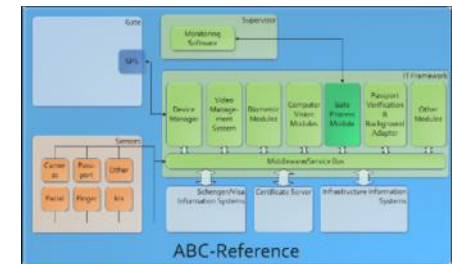 Gate
Supervisor
Monitoring
Software
IT Framework
Device
Manager
Video
Manage-
ment
System
Biometric
Modules
Computer
Vision
Modules
Gate
Process
Module
Passport
Verification
&
Background
Adaptor
Other
Modules
Middleware/Service Bus
Sensors
Camer
as
Pass-
port
Other
Facial
Finger
Iris
Schengen/Visa
Information Systems
Certificate Server
Infrastructure Information
Systems
ABC-Reference